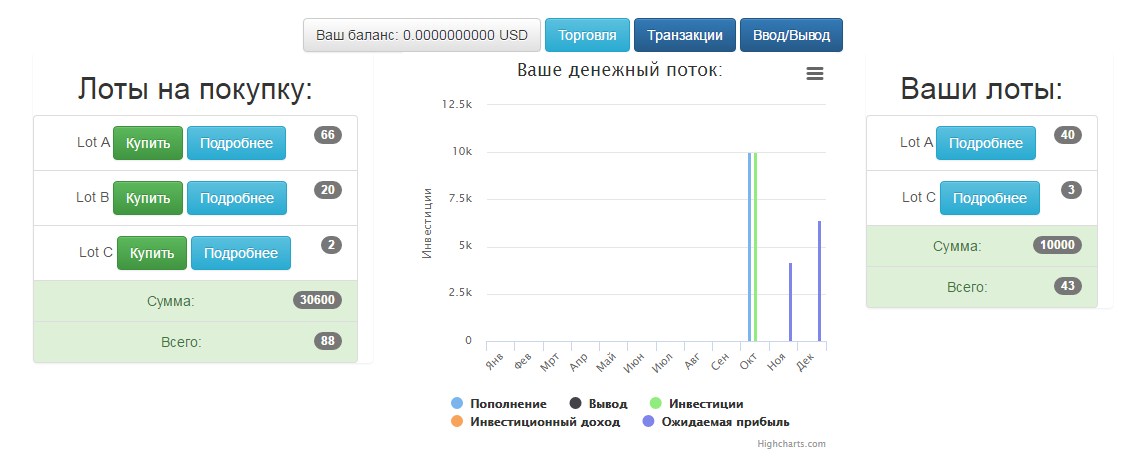 Ваш баланс: 0.0000000000 USD Торговля Транзакции Ввод/Вывод
Лоты на покупку:
Lot A Купить Подробнее 66
Lot B Купить Подробнее 20
Lot C Купить Подробнее 2
Сумма: 30600
Всего: 88
Ваше денежный поток:
12.5k
10k
7.5k
5k
2.5k
0
Инвестиции
Янв Фев Мрт Апр Май Июн Июл Авг Сен Окт Ноя Дек
Пополнение Вывод Инвестиции
Инвестиционный доход Ожидаемая прибыль
Highcharts.com
Ваши лоты:
Lot A Подробнее 40
Lot C Подробнее 3
Сумма: 10000
Всего: 43